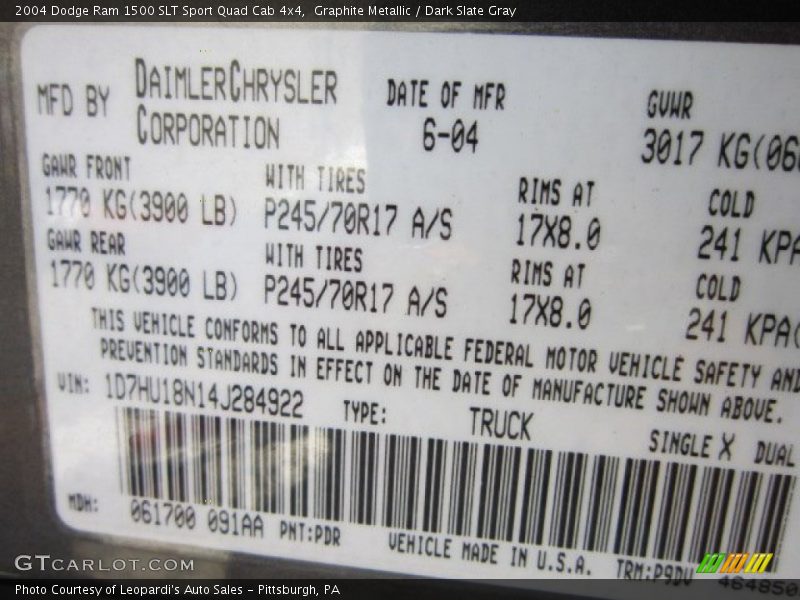 2004 Dodge Ram 1500 SLT Sport Quad Cab 4x4,  Graphite Metallic / Dark Slate Gray
MFD BY DAIMLERCHRYSLER CORPORATION
DATE OF MFR 6-04
GVWR 3017 KG(06
GAWR FRONT WITH TIRES RIMS AT COLD
1770 KG(3900 LB) P245/70R17 A/S 17X8.0 241 KPA
GAWR REAR WITH TIRES RIMS AT COLD
1770 KG(3900 LB) P245/70R17 A/S 17X8.0 241 KPA(
THIS VEHICLE CONFORMS TO ALL APPLICABLE FEDERAL MOTOR VEHICLE SAFETY AND
PREVENTION STANDARDS IN EFFECT ON THE DATE OF MANUFACTURE SHOWN ABOVE.
VIN: 1D7HU18N14J284922 TYPE: TRUCK SINGLE X DUAL
MDH: 061700 091AA PNT:PDR VEHICLE MADE IN U.S.A. TRM:P9DV
464850
GTCARLOT.COM
Photo Courtesy of Leopardi's Auto Sales – Pittsburgh, PA